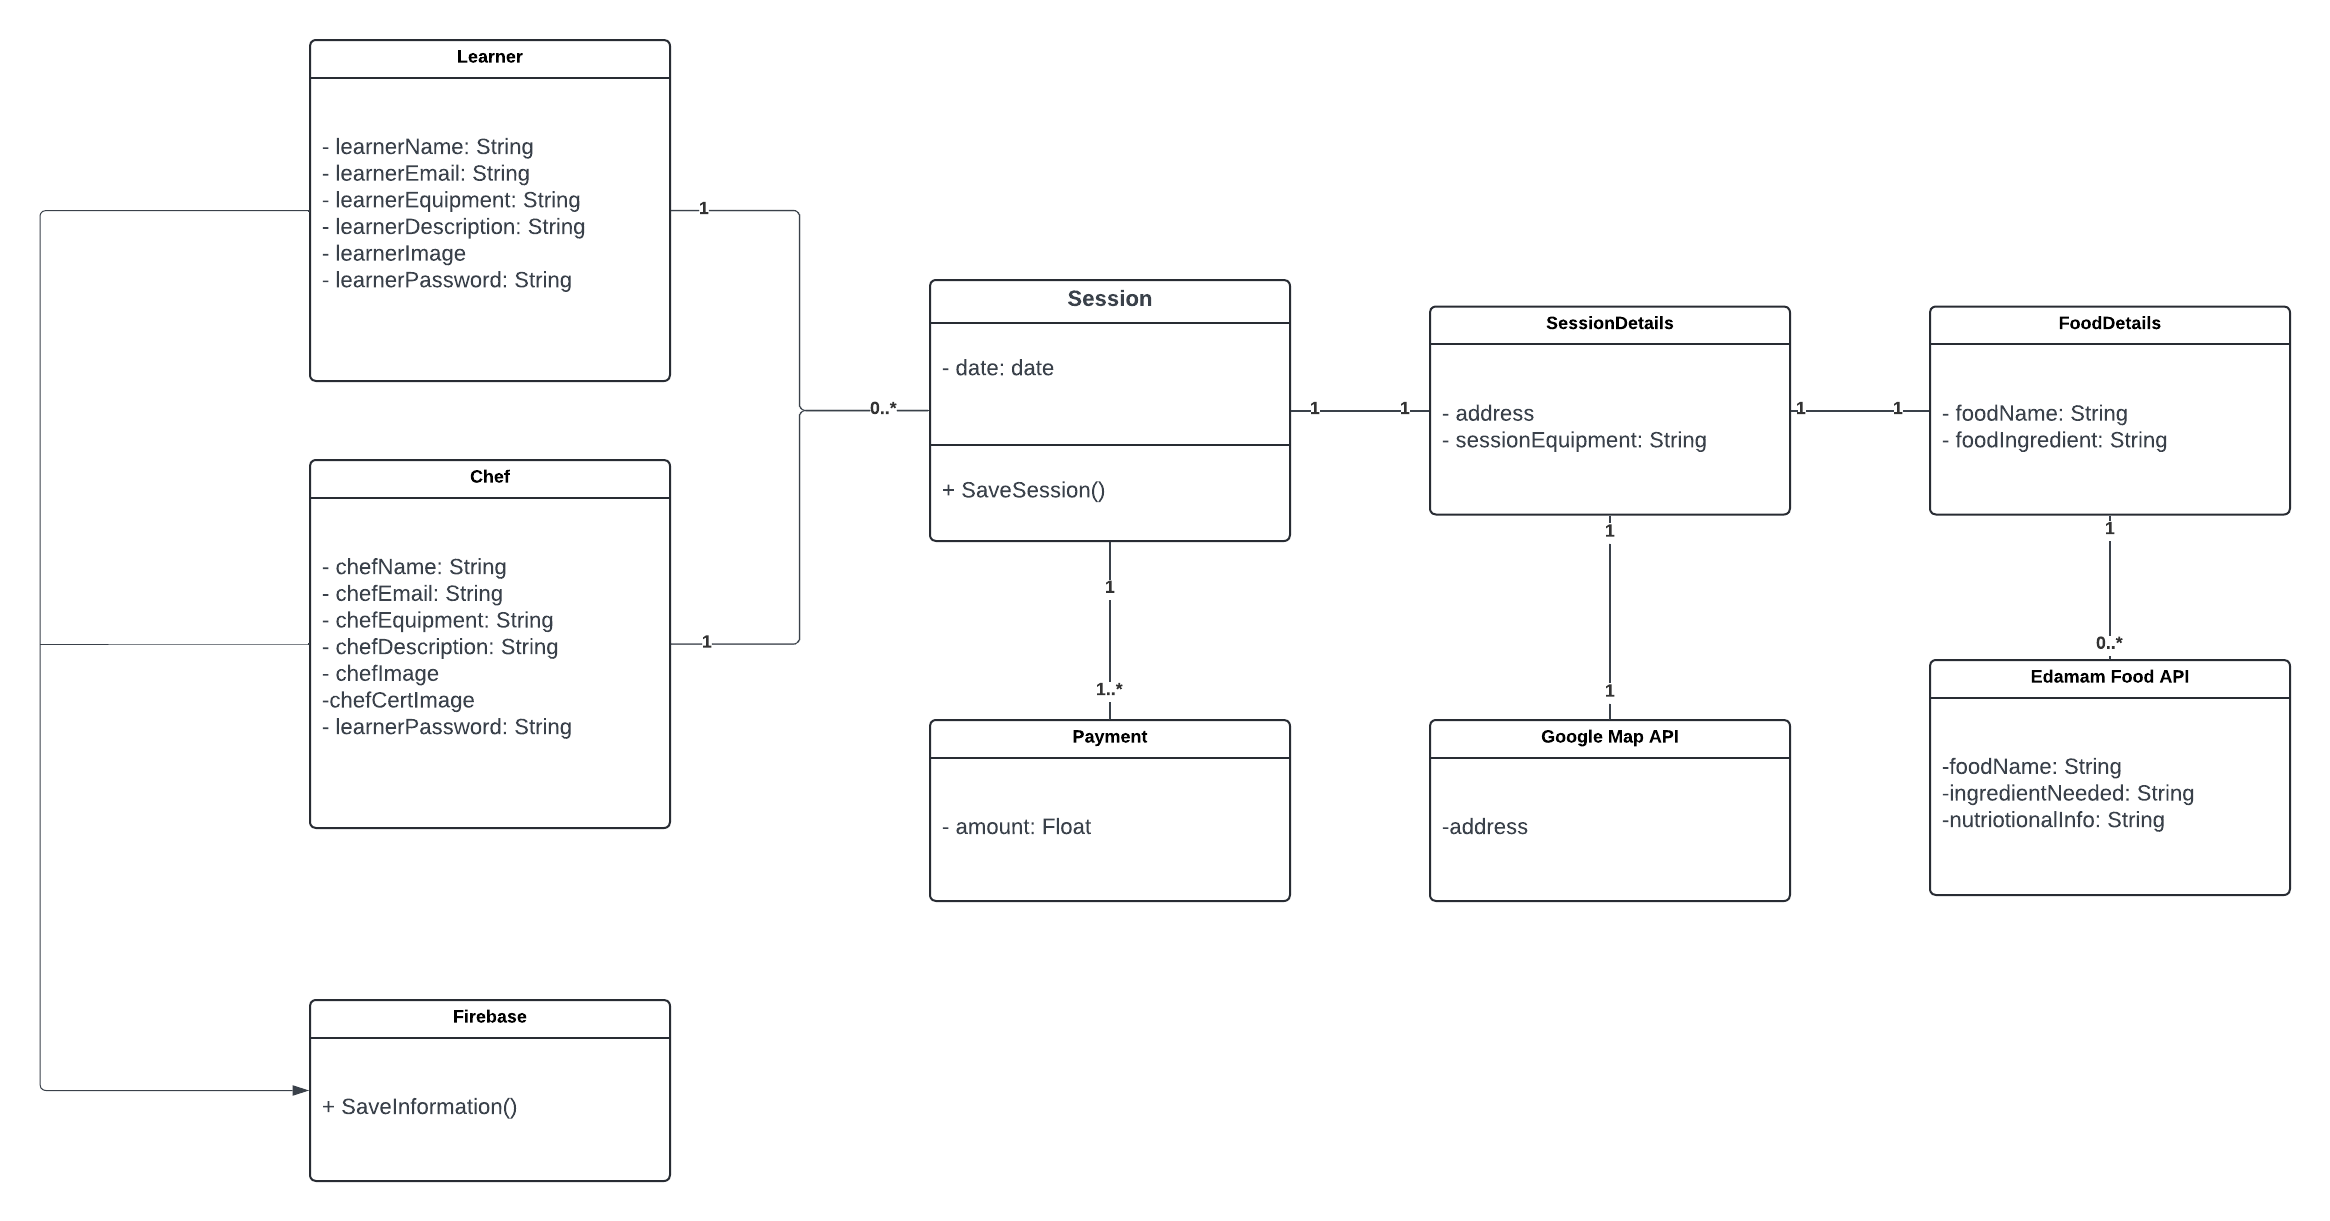 Learner
- learnerName: String
- learnerEmail: String
- learnerEquipment: String
- learnerDescription: String
- learnerImage
- learnerPassword: String
1
Chef
- chefName: String
- chefEmail: String
- chefEquipment: String
- chefDescription: String
- chefImage
-chefCertImage
- learnerPassword: String
1
Firebase
+ SaveInformation()
0..*
Session
- date: date
+ SaveSession()
1
1..*
Payment
- amount: Float
1
1
SessionDetails
- address
- sessionEquipment: String
1
1
Google Map API
-address
1
1
FoodDetails
- foodName: String
- foodIngredient: String
1
0..*
Edamam Food API
-foodName: String
-ingredientNeeded: String
-nutriotionalInfo: String